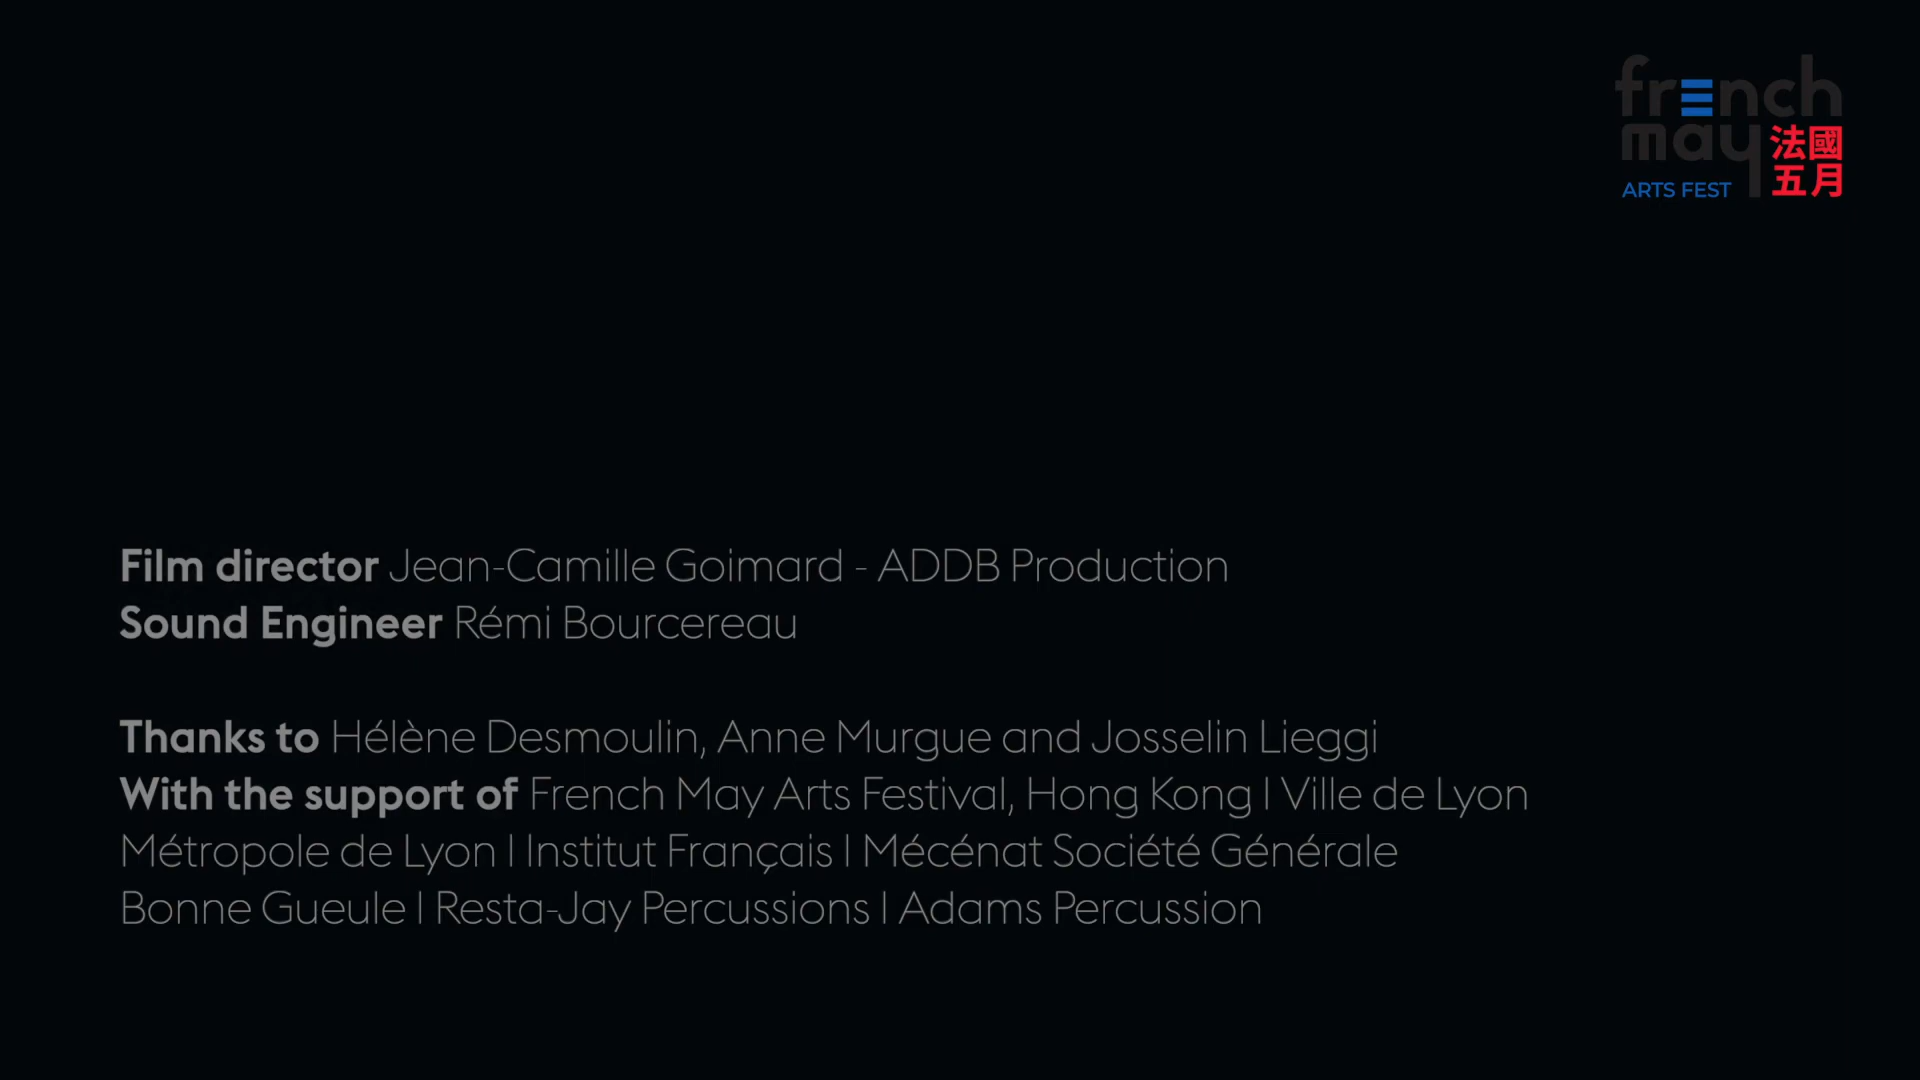 french
may 法國
五月
ARTS FEST
Film director Jean-Camille Goimard - ADDB Production
Sound Engineer Rémi Bourcereau
Thanks to Hélène Desmoulin, Anne Murgue and Josselin Lieggi
With the support of French May Arts Festival, Hong Kong | Ville de Lyon
Métropole de Lyon | Institut Français | Mécénat Société Générale
Bonne Gueule | Resta-Jay Percussions | Adams Percussion